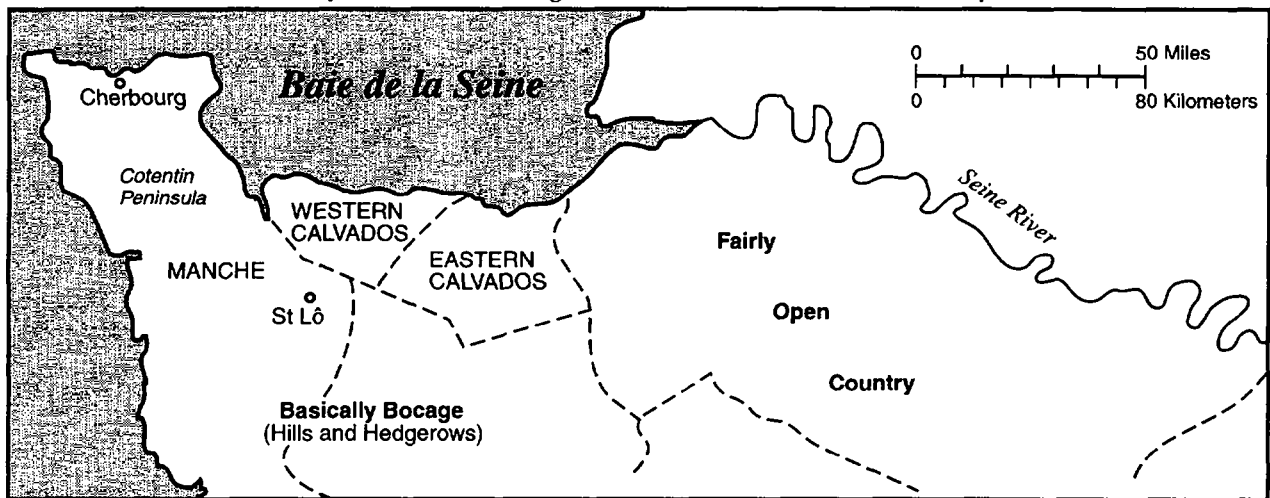 0 50 Miles
0 80 Kilometers
Baie de la Seine
Cherbourg
Cotentin
Peninsula
WESTERN
CALVADOS
EASTERN
CALVADOS
MANCHE
St Lô
Seine River
Fairly
Open
Country
Basically Bocage
(Hills and Hedgerows)